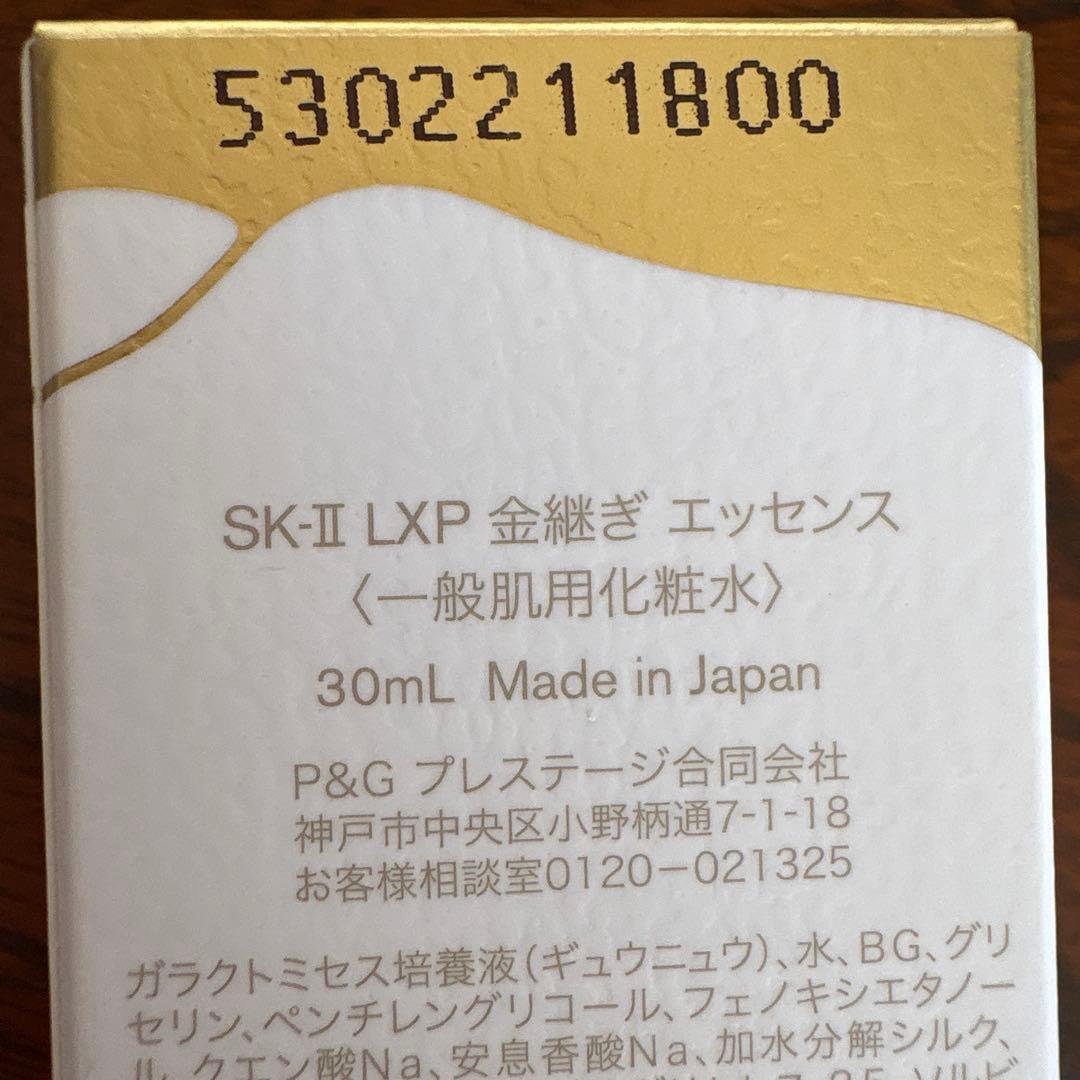 5302211800
SK-Ⅱ LXP 金継ぎ エッセンス
〈一般肌用化粧水〉
30mL Made in Japan
P&G プレステージ合同会社
神戸市中央区小野柄通7-1-18
お客様相談室0120－021325
ガラクトミセス培養液（ギュウニュウ）、水、BG、グリ
セリン、ペンチレングリコール、フェノキシエタノー
ル、クエン酸Na、安息香酸Na、加水分解シルク、